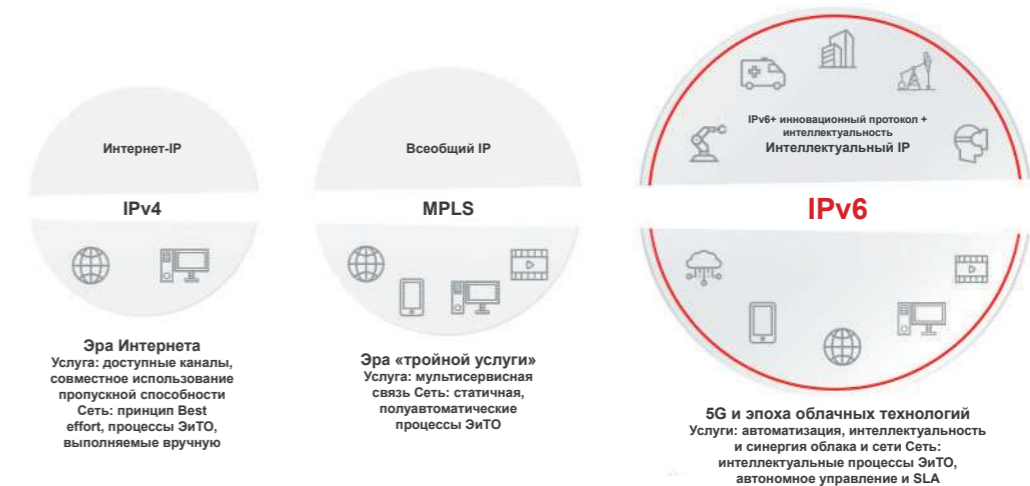 Интернет-IP
IPv4
Эра Интернета
Услуга: доступные каналы,
совместное использование
пропускной способности
Сеть: принцип Best
effort, процессы ЭиТО,
выполняемые вручную
Всеобщий IP
MPLS
Эра «тройной услуги»
Услуга: мультисервисная
связь Сеть: статичная,
полуавтоматические
процессы ЭиТО
IPv6+ инновационный протокол +
интеллектуальность
Интеллектуальный IP
IPv6
5G и эпоха облачных технологий
Услуги: автоматизация, интеллектуальность
и синергия облака и сети Сеть:
интеллектуальные процессы ЭиТО,
автономное управление и SLA